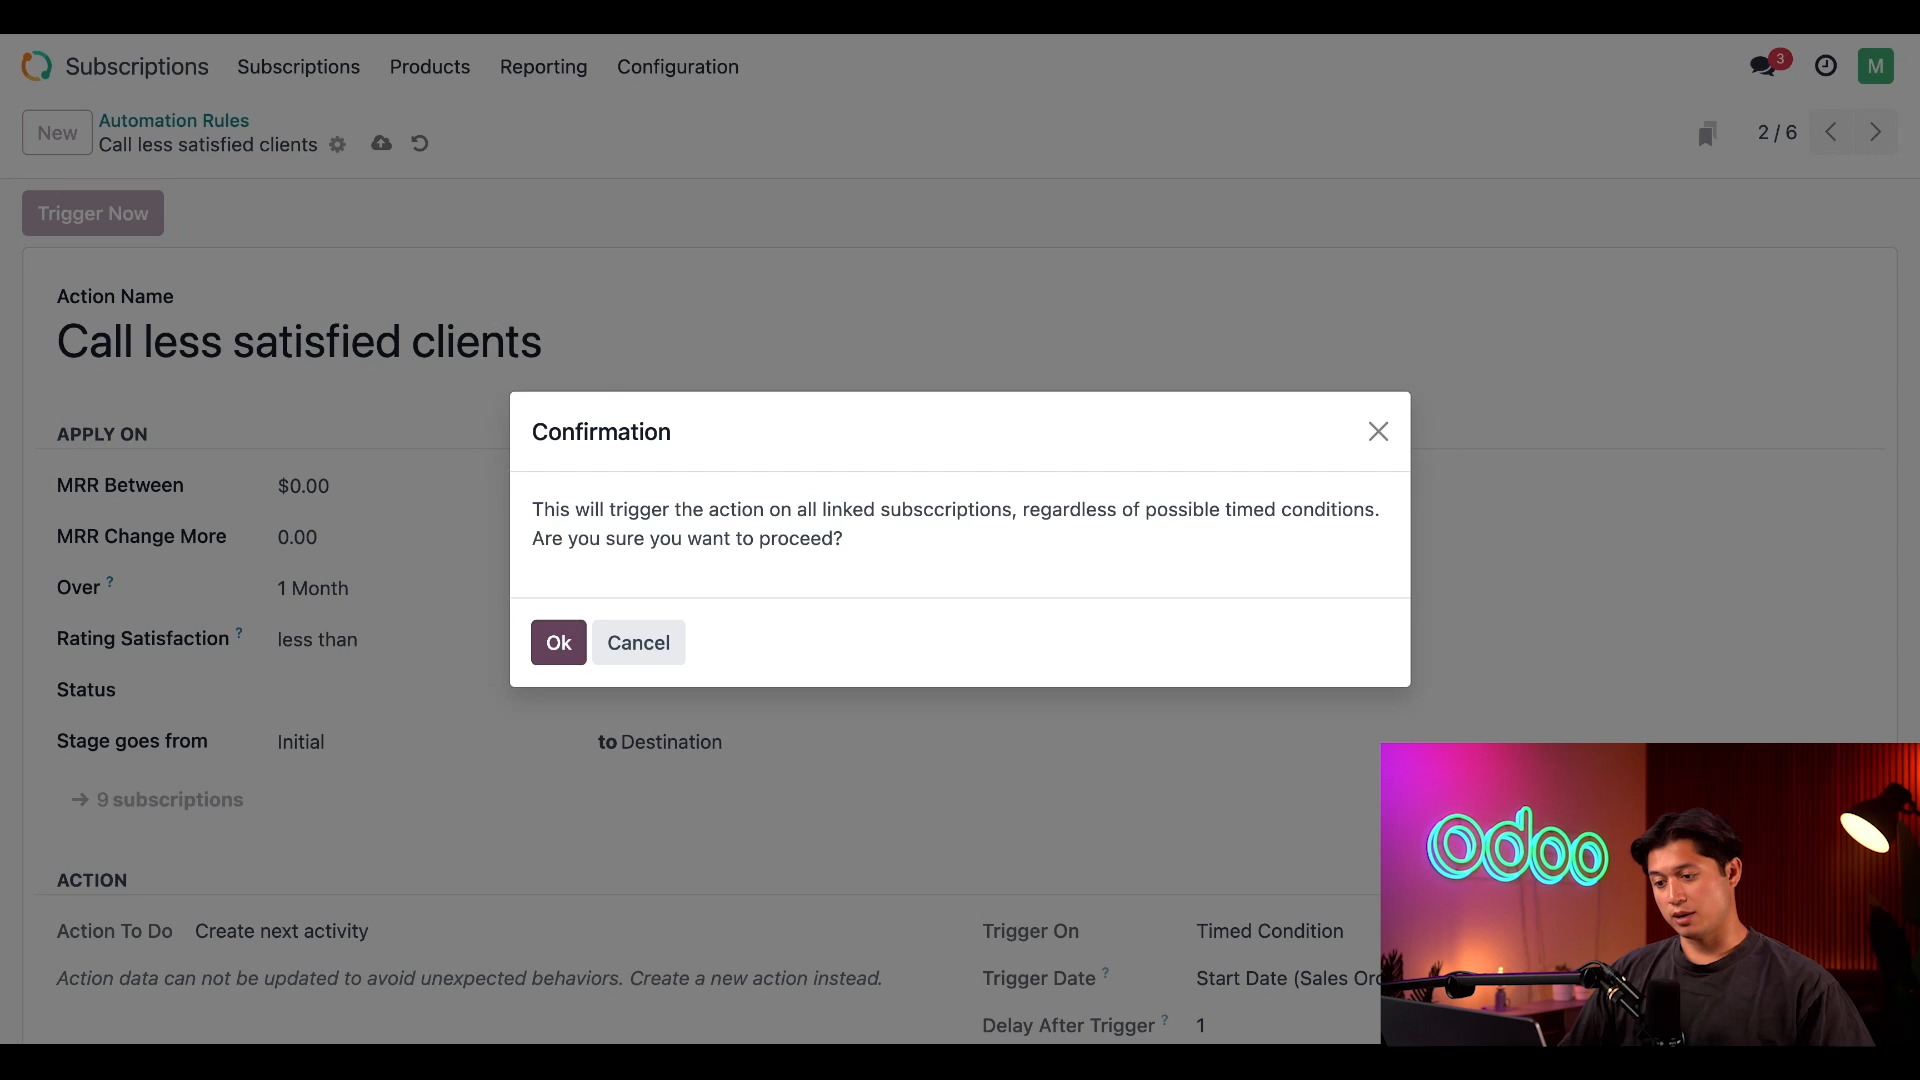 Subscriptions Subscriptions Products Reporting Configuration 3 M
New Automation Rules
Call less satisfied clients 2 / 6
Trigger Now
Action Name
Call less satisfied clients
APPLY ON
MRR Between $0.00
MRR Change More 0.00
Over ? 1 Month
Rating Satisfaction ? less than
Status
Stage goes from Initial to Destination
→ 9 subscriptions
Confirmation
This will trigger the action on all linked subsccriptions, regardless of possible timed conditions.
Are you sure you want to proceed?
Ok Cancel
ACTION
Action To Do Create next activity
Action data can not be updated to avoid unexpected behaviors. Create a new action instead.
Trigger On Timed Condition
Trigger Date ? Start Date (Sales Ord
Delay After Trigger ? 1
odoo